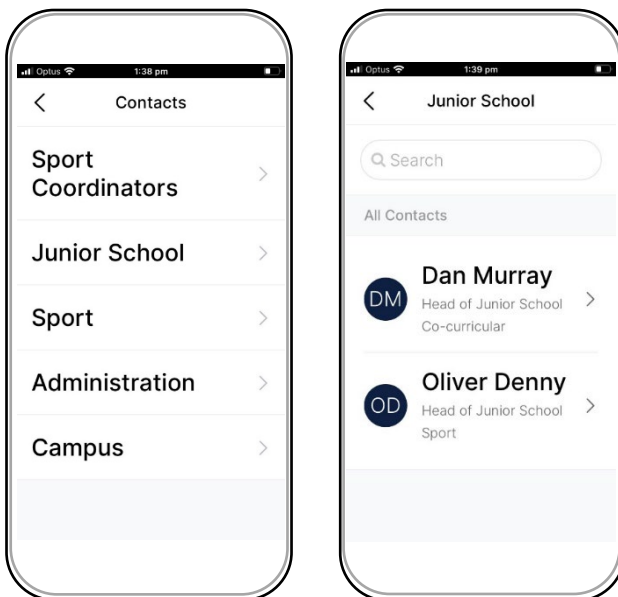 Optus 1:38 pm
Contacts
Sport
Coordinators
Junior School
Sport
Administration
Campus
Optus 1:39 pm
Junior School
Search
All Contacts
DM
Dan Murray
Head of Junior School
Co-curricular
OD
Oliver Denny
Head of Junior School
Sport